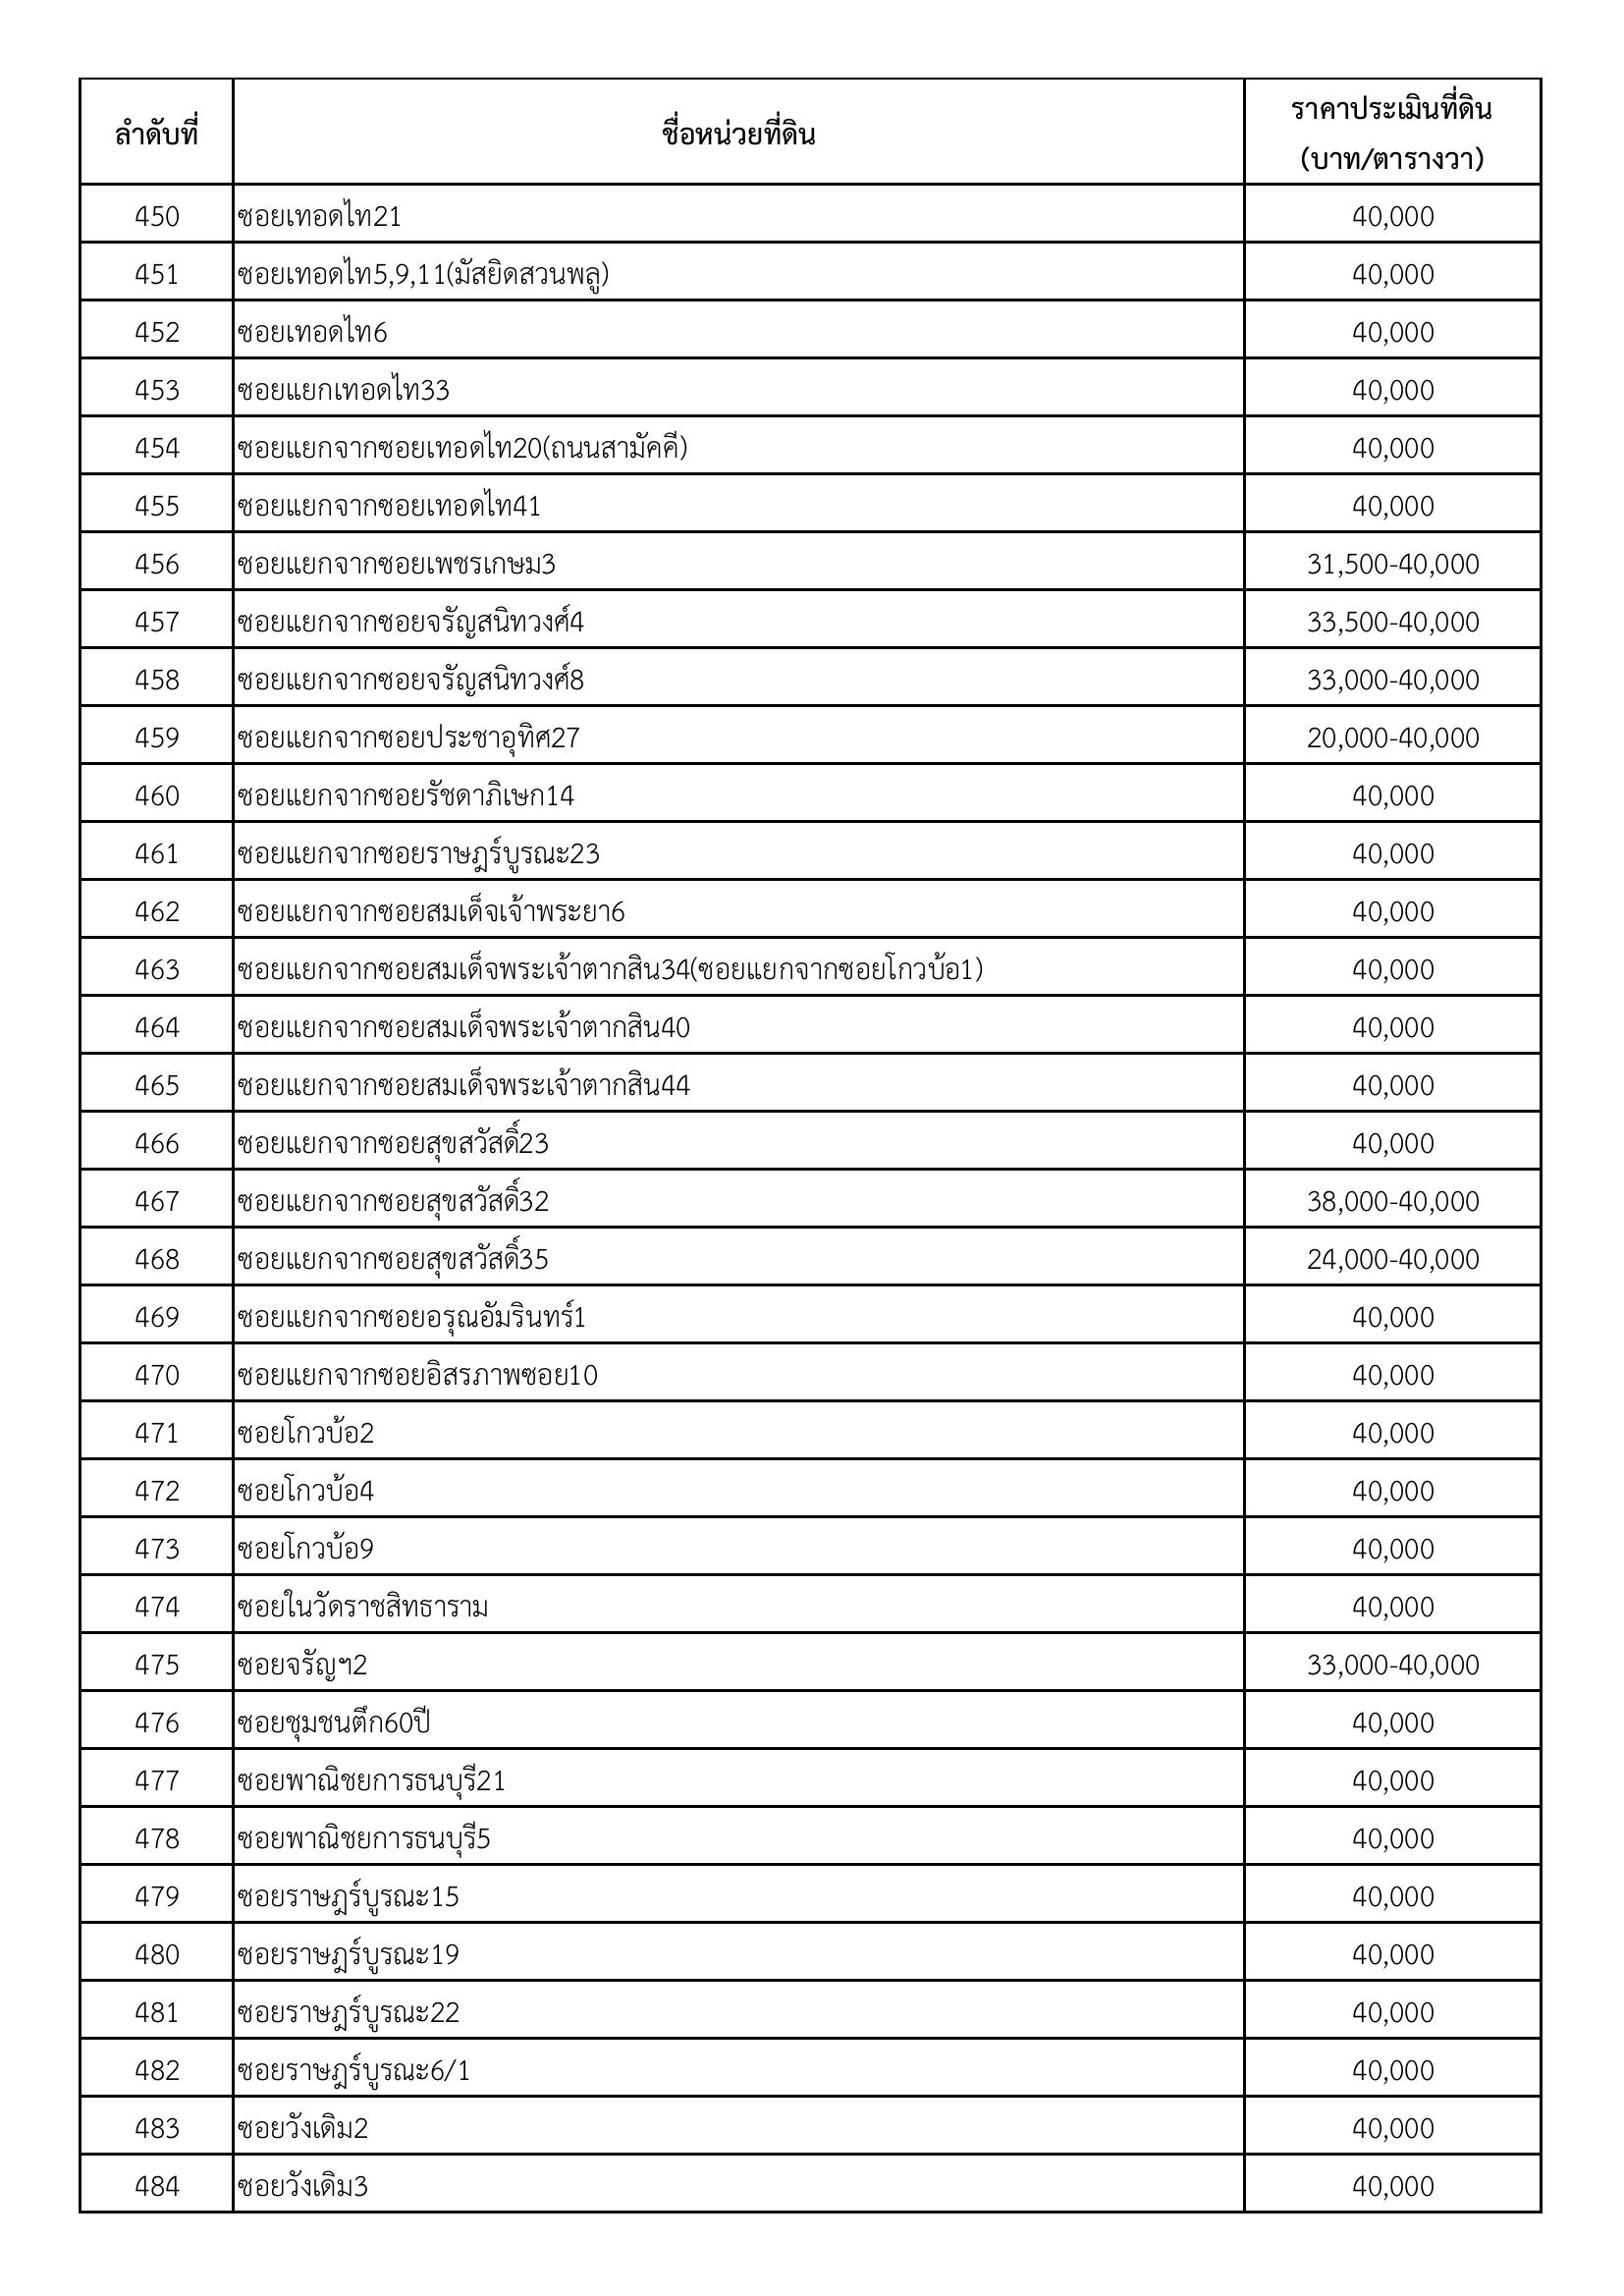 ลำดับที่ ชื่อหน่วยที่ดิน ราคาประเมินที่ดิน
(บาท/ตารางวา)
450 ซอยเทอดไท21 40,000
451 ซอยเทอดไท5,9,11(มัสยิดสวนพลู) 40,000
452 ซอยเทอดไท6 40,000
453 ซอยแยกเทอดไท33 40,000
454 ซอยแยกจากซอยเทอดไท20(ถนนสามัคคี) 40,000
455 ซอยแยกจากซอยเทอดไท41 40,000
456 ซอยแยกจากซอยเพชรเกษม3 31,500-40,000
457 ซอยแยกจากซอยจรัญสนิทวงศ์4 33,500-40,000
458 ซอยแยกจากซอยจรัญสนิทวงศ์8 33,000-40,000
459 ซอยแยกจากซอยประชาอุทิศ27 20,000-40,000
460 ซอยแยกจากซอยรัชดาภิเษก14 40,000
461 ซอยแยกจากซอยราษฎร์บูรณะ23 40,000
462 ซอยแยกจากซอยสมเด็จเจ้าพระยา6 40,000
463 ซอยแยกจากซอยสมเด็จพระเจ้าตากสิน34(ซอยแยกจากซอยโกวบ้อ1) 40,000
464 ซอยแยกจากซอยสมเด็จพระเจ้าตากสิน40 40,000
465 ซอยแยกจากซอยสมเด็จพระเจ้าตากสิน44 40,000
466 ซอยแยกจากซอยสุขสวัสดิ์23 40,000
467 ซอยแยกจากซอยสุขสวัสดิ์32 38,000-40,000
468 ซอยแยกจากซอยสุขสวัสดิ์35 24,000-40,000
469 ซอยแยกจากซอยอรุณอัมรินทร์1 40,000
470 ซอยแยกจากซอยอิสรภาพซอย10 40,000
471 ซอยโกวบ้อ2 40,000
472 ซอยโกวบ้อ4 40,000
473 ซอยโกวบ้อ9 40,000
474 ซอยในวัดราชสิทธาราม 40,000
475 ซอยจรัญฯ2 33,000-40,000
476 ซอยชุมชนตึก60ปี 40,000
477 ซอยพาณิชยการธนบุรี21 40,000
478 ซอยพาณิชยการธนบุรี5 40,000
479 ซอยราษฎร์บูรณะ15 40,000
480 ซอยราษฎร์บูรณะ19 40,000
481 ซอยราษฎร์บูรณะ22 40,000
482 ซอยราษฎร์บูรณะ6/1 40,000
483 ซอยวังเดิม2 40,000
484 ซอยวังเดิม3 40,000